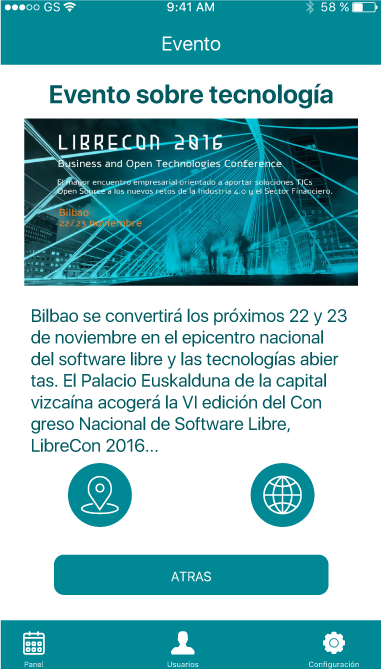 GS 9:41 AM 58 %
Evento
Evento sobre tecnología
LIBRECON 2016
Business and Open Technologies Conference
El mayor encuentro empresarial orientado a aportar soluciones TICs
Open Source a los nuevos retos de la Industria 4.0 y el Sector Financiero.
Bilbao
22/23 noviembre
Bilbao se convertirá los próximos 22 y 23
de noviembre en el epicentro nacional
del software libre y las tecnologías abier
tas. El Palacio Euskalduna de la capital
vizcaína acogerá la VI edición del Con
greso Nacional de Software Libre,
LibreCon 2016...
ATRAS
Panel Usuarios Configuración